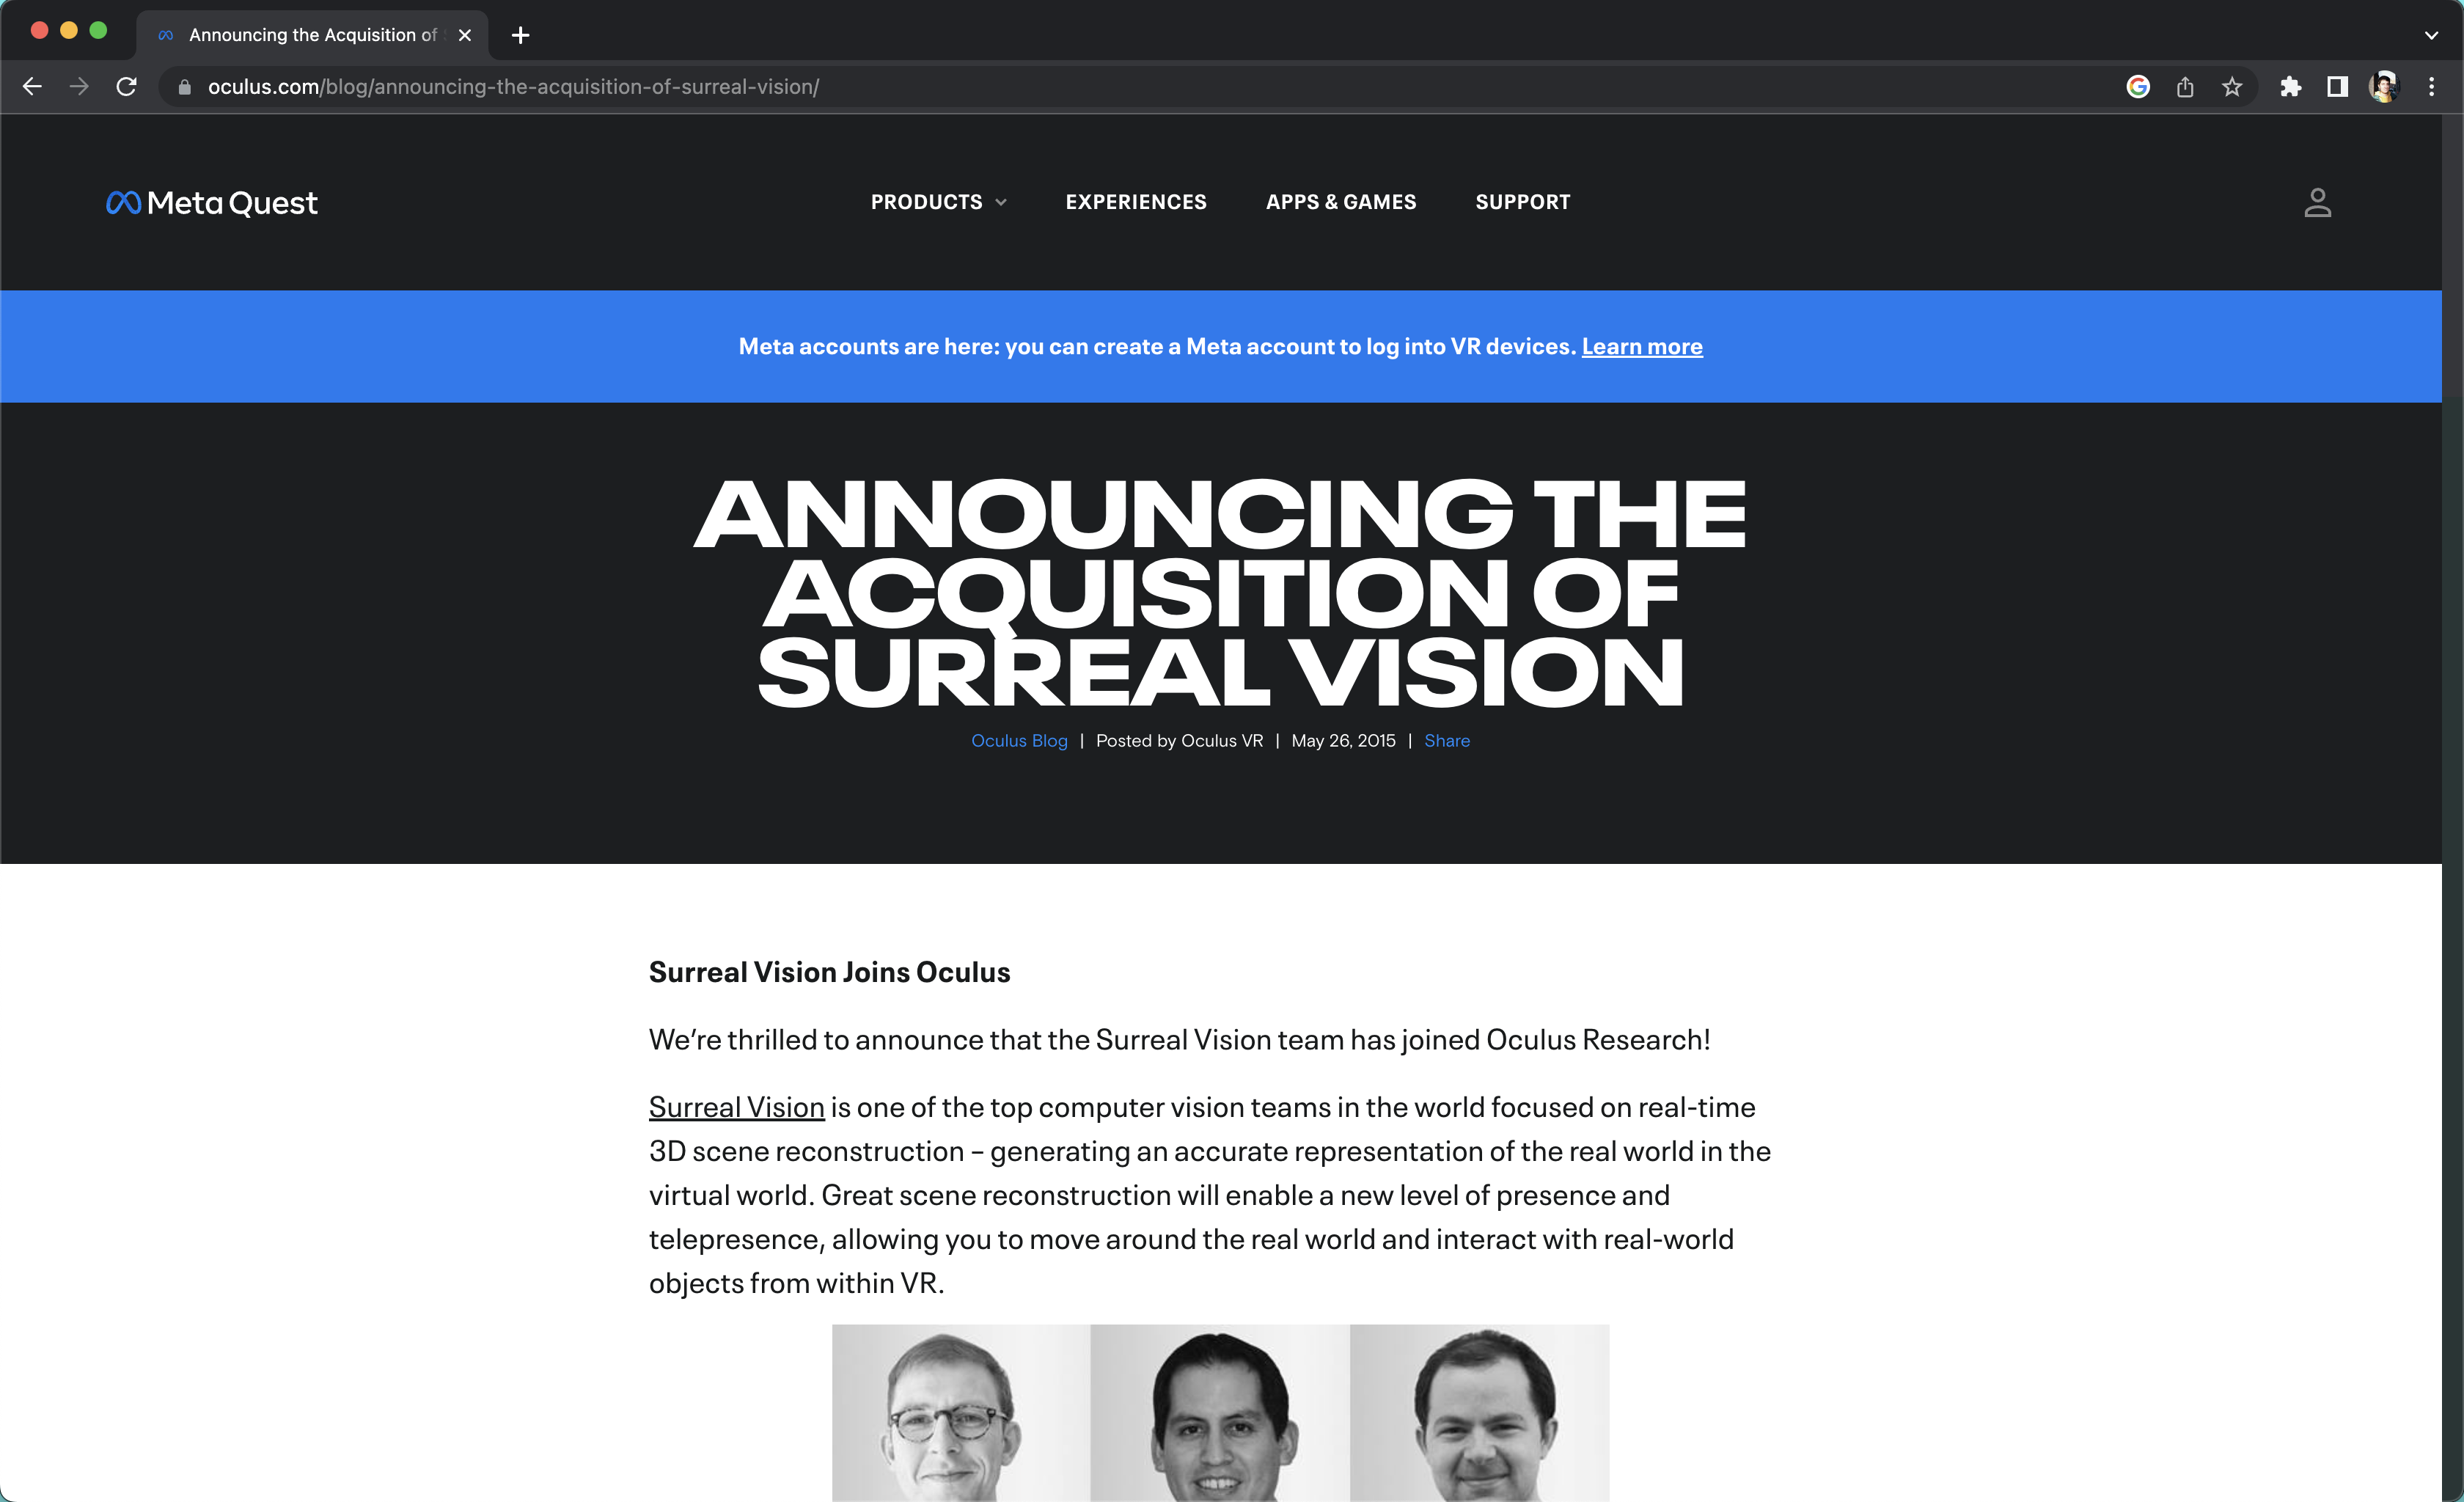 Announcing the Acquisition of
oculus.com/blog/announcing-the-acquisition-of-surreal-vision/
Meta Quest
PRODUCTS
EXPERIENCES
APPS & GAMES
SUPPORT
Meta accounts are here: you can create a Meta account to log into VR devices. Learn more
ANNOUNCING THE
ACQUISITION OF
SURREAL VISION
Oculus Blog | Posted by Oculus VR | May 26, 2015 | Share
Surreal Vision Joins Oculus
We’re thrilled to announce that the Surreal Vision team has joined Oculus Research!
Surreal Vision is one of the top computer vision teams in the world focused on real-time
3D scene reconstruction – generating an accurate representation of the real world in the
virtual world. Great scene reconstruction will enable a new level of presence and
telepresence, allowing you to move around the real world and interact with real-world
objects from within VR.